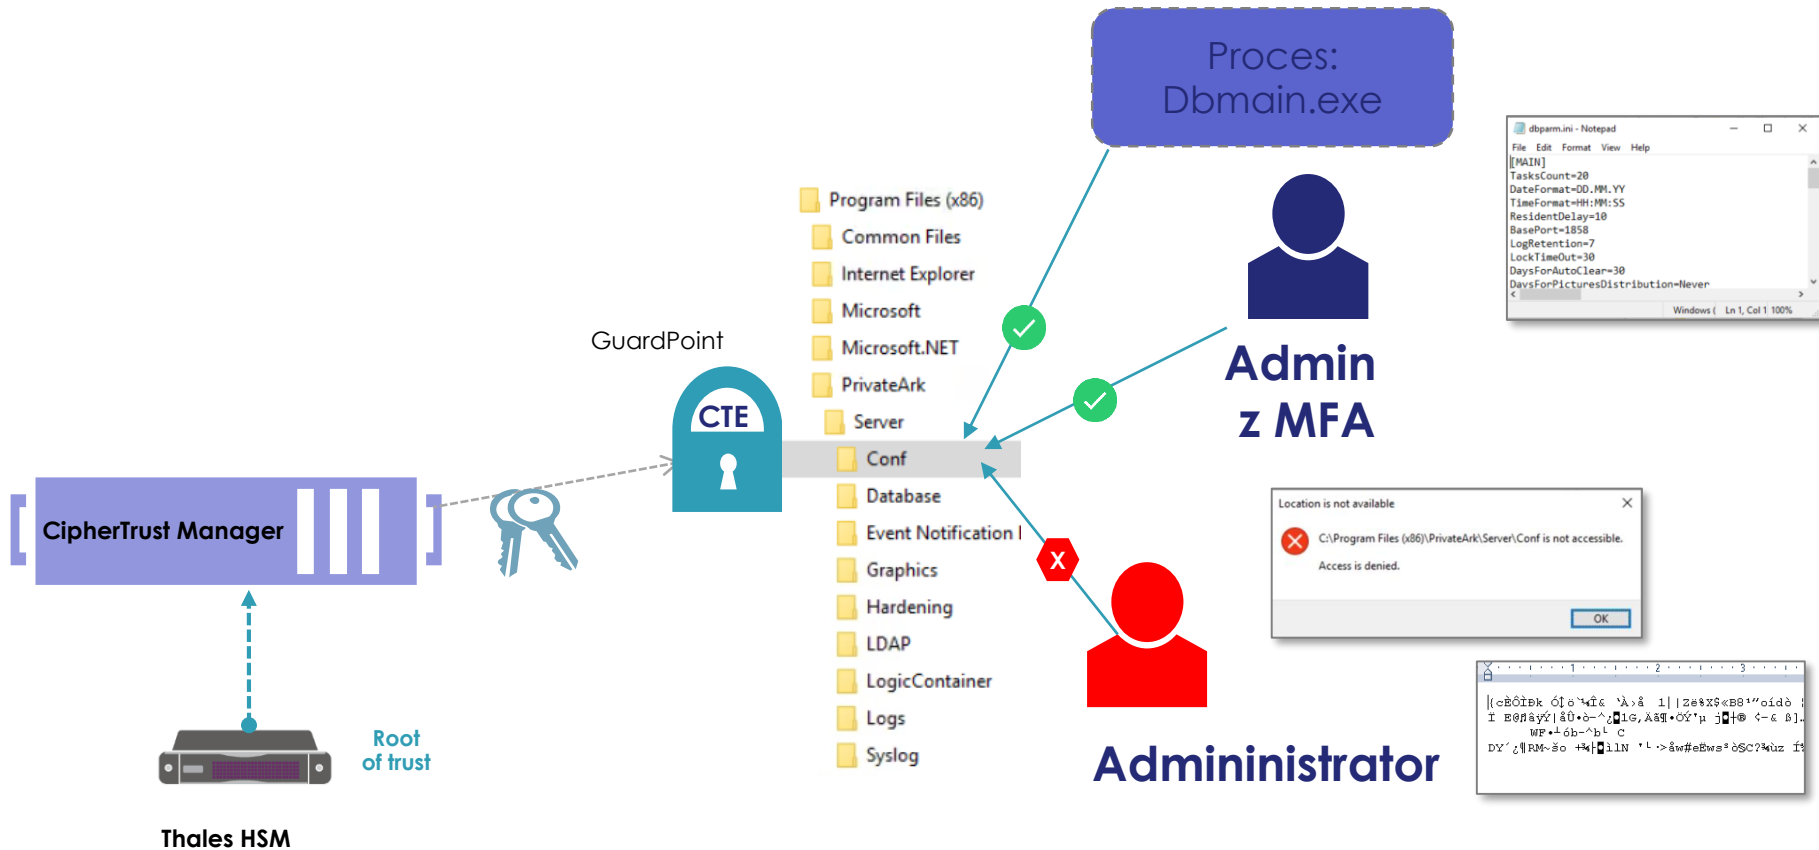 Proces:
Dbmain.exe
dbparm.ini - Notepad
File Edit Format View Help
[MAIN]
TasksCount=20
DateFormat=DD.MM.YY
TimeFormat=HH:MM:SS
ResidentDelay=10
BasePort=1858
LogRetention=7
LockTimeOut=30
DaysForAutoClear=30
DaysForPicturesDistribution=Never
Windows ( Ln 1, Col 1 100%
Program Files (x86)
Common Files
Internet Explorer
Microsoft
Microsoft.NET
PrivateArk
Server
Conf
Database
Event Notification
Graphics
Hardening
LDAP
LogicContainer
Logs
Syslog
GuardPoint
CTE
Admin
z MFA
CipherTrust Manager
Location is not available
C:\Program Files (x86)\PrivateArk\Server\Conf is not accessible.
Access is denied.
OK
X
Admininistrator
1 2 3
Root
of trust
Thales HSM